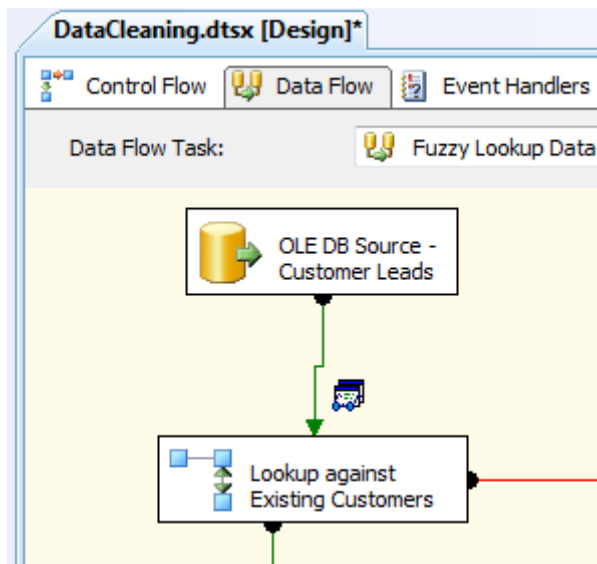 DataCleaning.dtsx [Design]*
Control Flow Data Flow Event Handlers
Data Flow Task: Fuzzy Lookup Data
OLE DB Source -
Customer Leads
Lookup against
Existing Customers